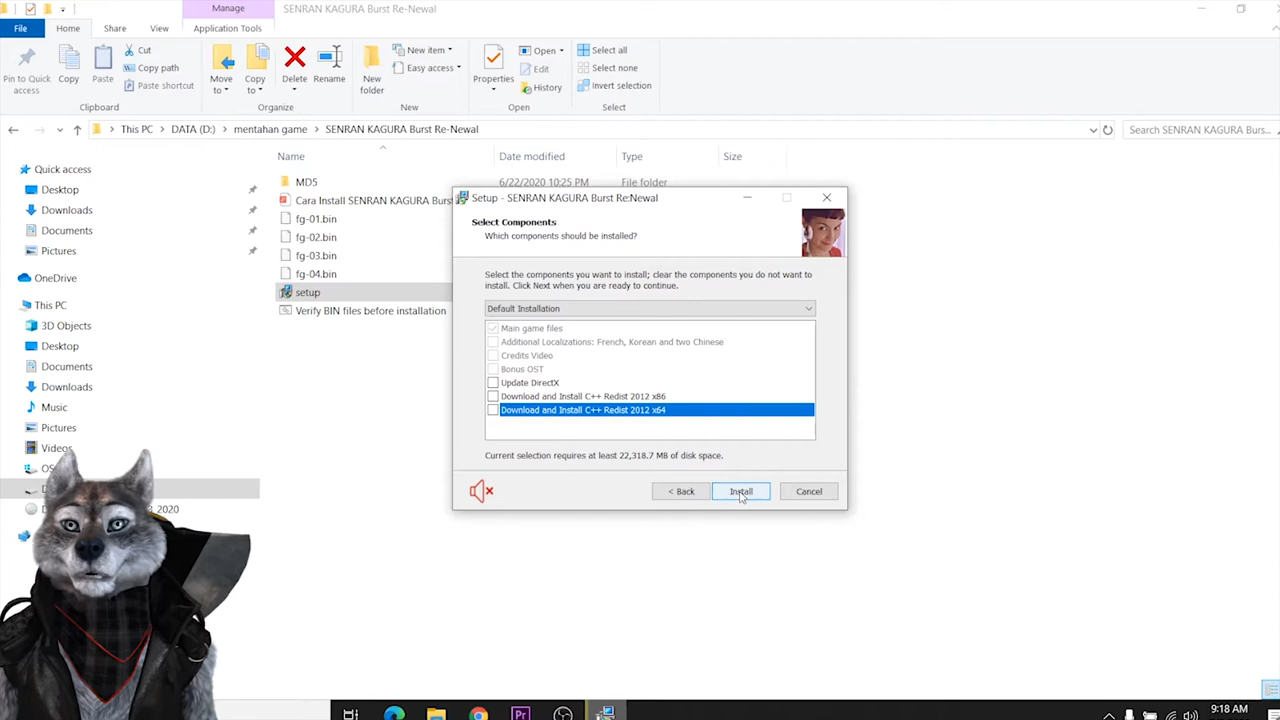 Manage
SENRAN KAGURA Burst Re-Newal
File
Home
Share
View
Application Tools
Pin to Quick access
Copy
Paste
Cut
Copy path
Paste shortcut
Clipboard
Move to
Copy to
Delete
Rename
Organize
New folder
New item
Easy access
New
Properties
Open
Edit
History
Open
Select all
Select none
Invert selection
Select
This PC > DATA (D:) > mentahan game > SENRAN KAGURA Burst Re-Newal
Search SENRAN KAGURA Burs...
Quick access
Desktop
Downloads
Documents
Pictures
OneDrive
This PC
3D Objects
Desktop
Documents
Downloads
Music
Pictures
Videos
OS
D
2020
Name
Date modified
Type
Size
MD5
6/22/2020 10:25 PM
File folder
Cara Install SENRAN KAGURA Burst
fg-01.bin
fg-02.bin
fg-03.bin
fg-04.bin
setup
Verify BIN files before installation
Setup - SENRAN KAGURA Burst Re:Newal
Select Components
Which components should be installed?
Select the components you want to install; clear the components you do not want to
install. Click Next when you are ready to continue.
Default Installation
Main game files
Additional Localizations: French, Korean and two Chinese
Credits Video
Bonus OST
Update DirectX
Download and Install C++ Redist 2012 x86
Download and Install C++ Redist 2012 x64
Current selection requires at least 22,318.7 MB of disk space.
< Back
Install
Cancel
Pr
9:18 AM